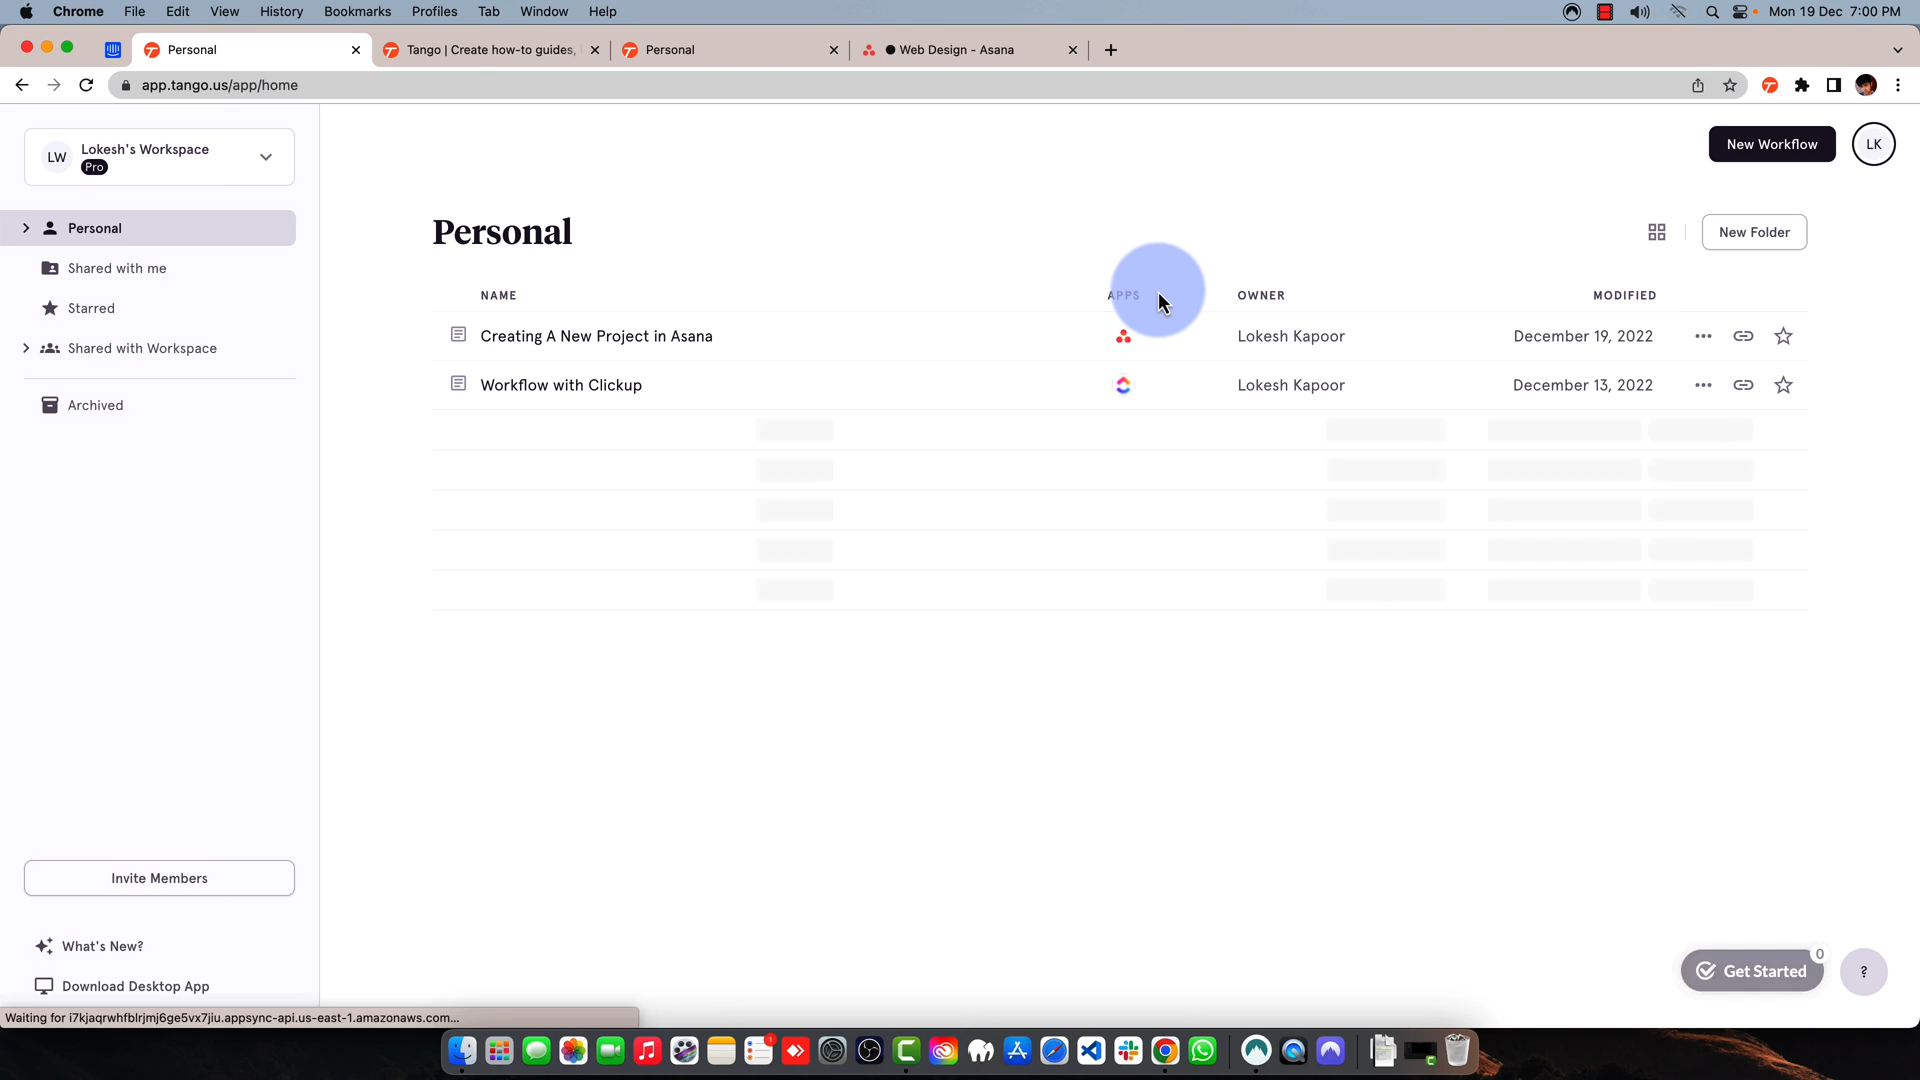 Chrome File Edit View History Bookmarks Profiles Tab Window Help Mon 19 Dec 7:00 PM
Personal Tango | Create how-to guides, Personal Web Design - Asana
app.tango.us/app/home
LW Lokesh's Workspace
Pro
New Workflow LK
Personal
Shared with me
Starred
Shared with Workspace
Archived
Personal
New Folder
NAME APPS OWNER MODIFIED
Creating A New Project in Asana Lokesh Kapoor December 19, 2022
Workflow with Clickup Lokesh Kapoor December 13, 2022
Invite Members
What's New?
Download Desktop App
0
Get Started ?
Waiting for i7kjaqrwhfblrjmj6ge5vx7jiu.appsync-api.us-east-1.amazonaws.com...
1